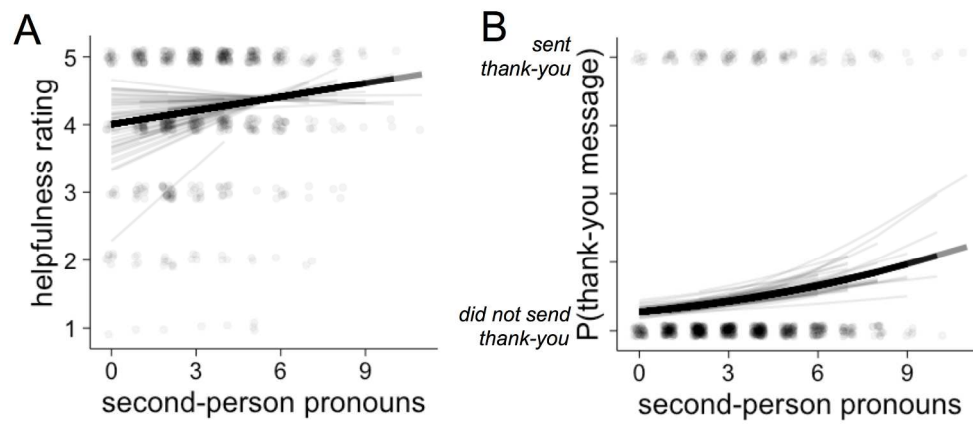 A
helpfulness rating
5
4
3
2
1
0 3 6 9
second-person pronouns
B
sent
thank-you
P(thank-you message)
did not send
thank-you
0 3 6 9
second-person pronouns